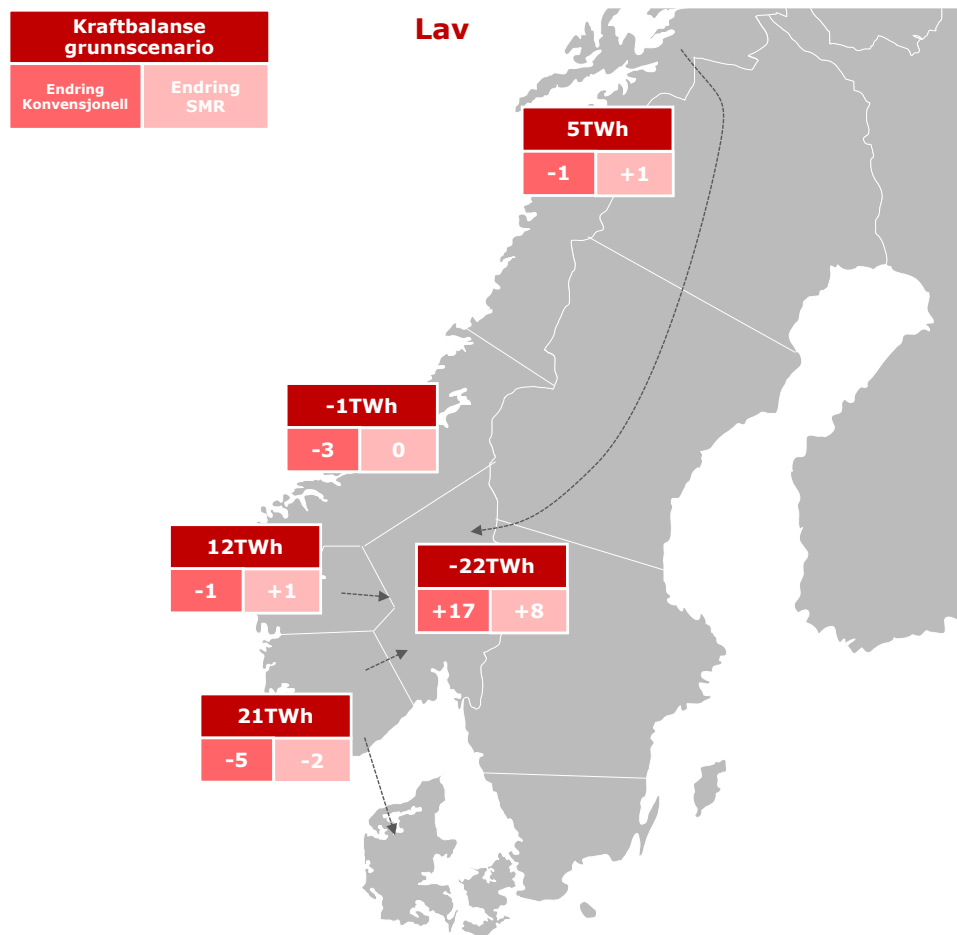 Kraftbalanse
grunnscenario
Endring
Konvensjonell
Endring
SMR
Lav
5TWh
-1
+1
-1TWh
-3
0
12TWh
-1
+1
-22TWh
+17
+8
21TWh
-5
-2